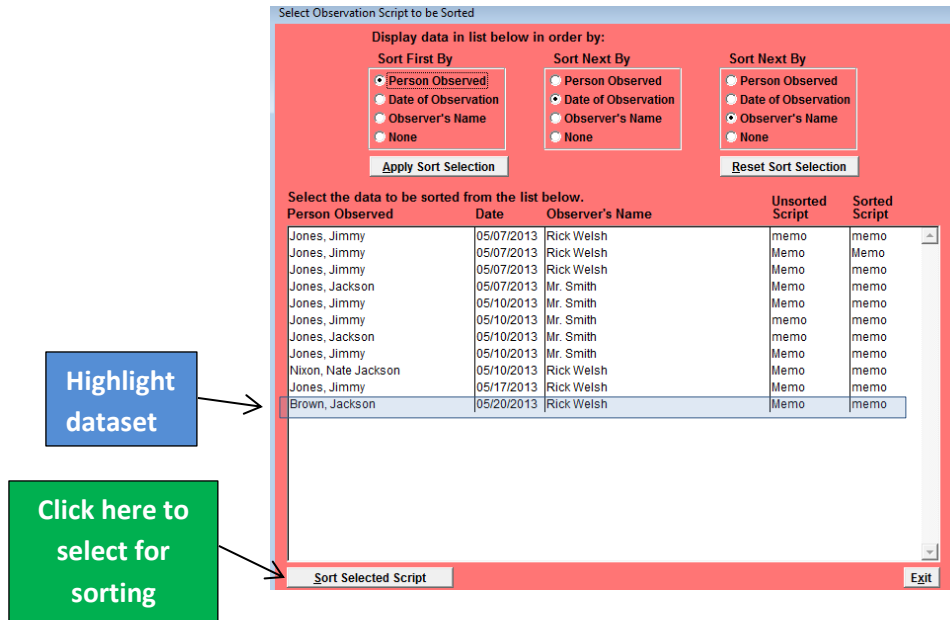 Select Observation Script to be Sorted
Display data in list below in order by:
Sort First By Sort Next By Sort Next By
Person Observed Person Observed Person Observed
Date of Observation Date of Observation Date of Observation
Observer's Name Observer's Name Observer's Name
None None None
Apply Sort Selection Reset Sort Selection
Select the data to be sorted from the list below.
Unsorted Sorted
Person Observed Date Observer's Name Script Script
Jones, Jimmy 05/07/2013 Rick Welsh memo memo
Jones, Jimmy 05/07/2013 Rick Welsh Memo Memo
Jones, Jimmy 05/07/2013 Rick Welsh Memo memo
Jones, Jackson 05/07/2013 Mr. Smith Memo memo
Jones, Jimmy 05/10/2013 Mr. Smith Memo memo
Jones, Jimmy 05/10/2013 Mr. Smith memo memo
Jones, Jackson 05/10/2013 Mr. Smith memo memo
Jones, Jimmy 05/10/2013 Mr. Smith Memo memo
Nixon, Nate Jackson 05/10/2013 Rick Welsh Memo memo
Jones, Jimmy 05/17/2013 Rick Welsh Memo memo
Brown, Jackson 05/20/2013 Rick Welsh Memo memo
Highlight
dataset
Click here to
select for
sorting
Sort Selected Script Exit